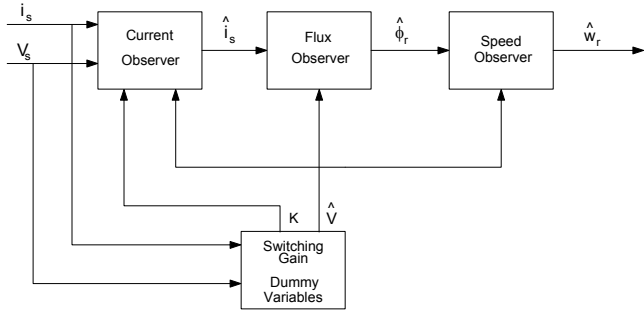 i_s
V_s
Current
Observer
î_s
Flux
Observer
ϕ̂_r
Speed
Observer
ŵ_r
K
V̂
Switching
Gain
Dummy
Variables